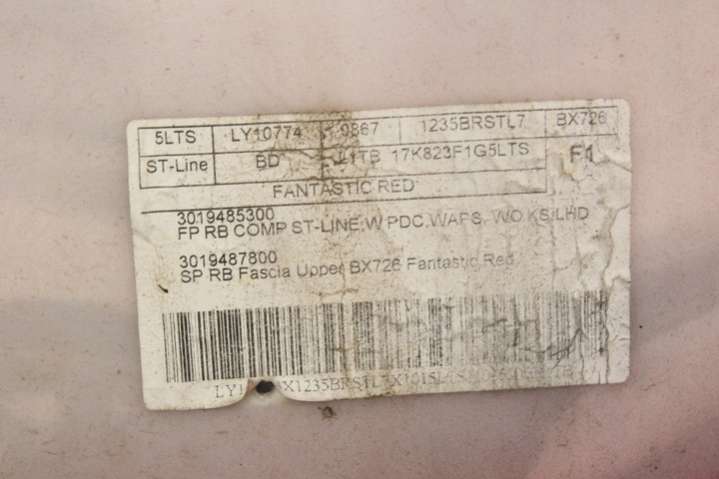 5LTS LY10774 9867 1235BRSTL7 BX726
ST-Line BD 17K823F1G5LTS F1
FANTASTIC RED
3019485300
FP RB COMP ST-LINE,W PDC,WAPS, WO KS/LHD
3019487800
SP RB Fascia Upper BX726 Fantastic Red